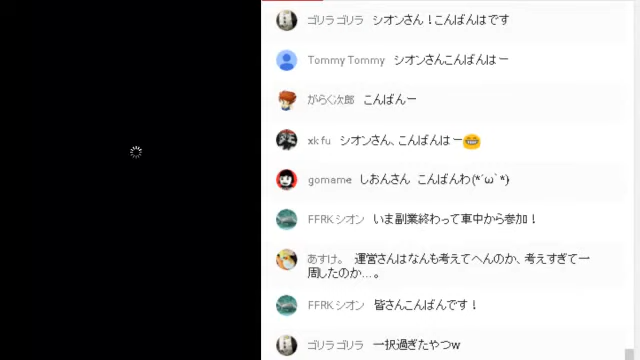 ゴリラ ゴリラ シオンさん！こんばんはです
Tommy Tommy シオンさんこんばんはー
がらく次郎 こんばんー
xk fu シオンさん、こんばんはー😂
gomame しおんさん こんばんわ(*´ω｀*)
FFRK シオン いま副業終わって車中から参加！
あすけ。 運営さんはなんも考えてへんのか、考えすぎて一
周したのか…。
FFRK シオン 皆さんこんばんです！
ゴリラ ゴリラ 一択過ぎたやつw